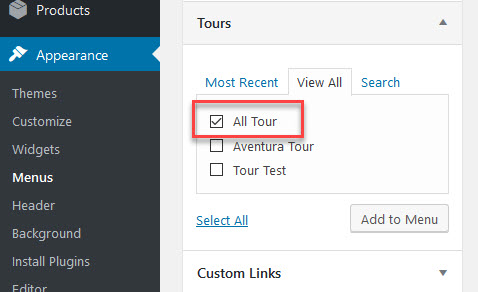 Products
Appearance
Themes
Customize
Widgets
Menus
Header
Background
Install Plugins
Editor
Tours
Most Recent View All Search
All Tour
Aventura Tour
Tour Test
Select All Add to Menu
Custom Links